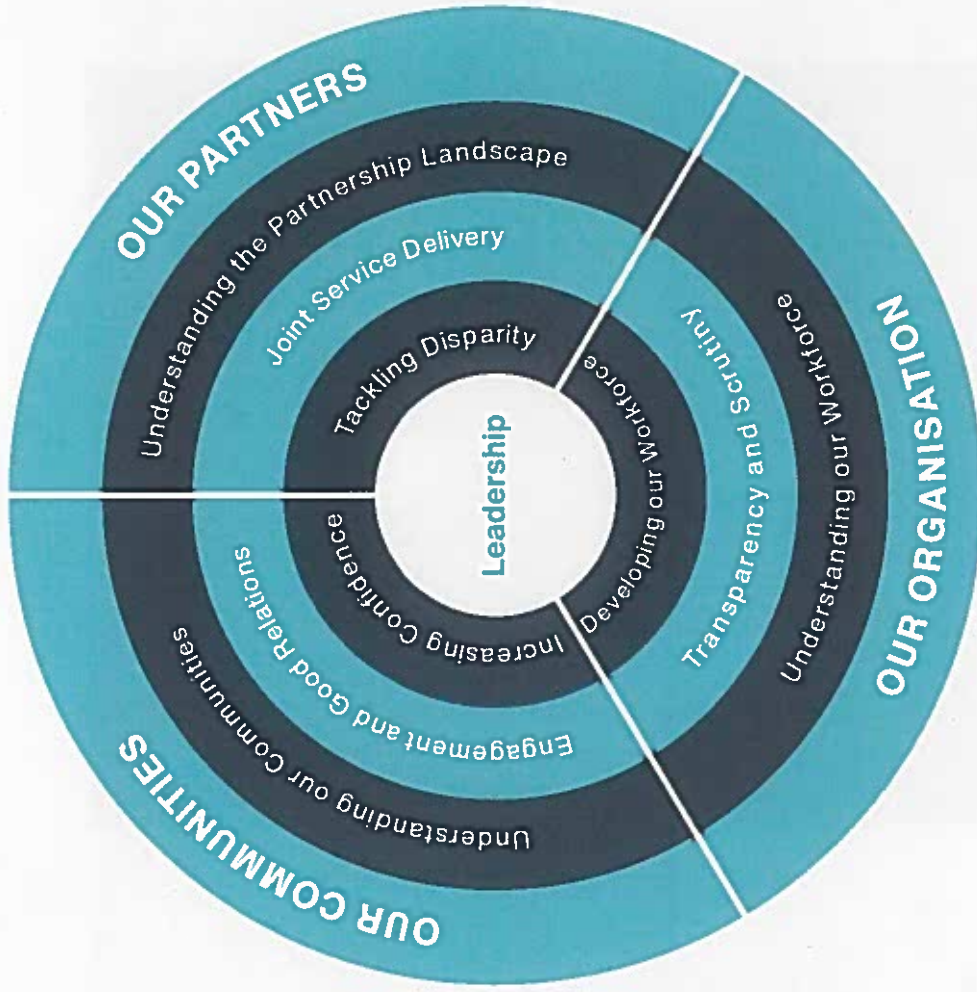 OUR COMMUNITIES
Understanding our Communities
Engagement and Good Relations
Increasing Confidence
OUR PARTNERS
Understanding the Partnership Landscape
Joint Service Delivery
Tackling Disparity
OUR ORGANISATION
Understanding our Workforce
Transparency and Scrutiny
Developing our Workforce
Leadership